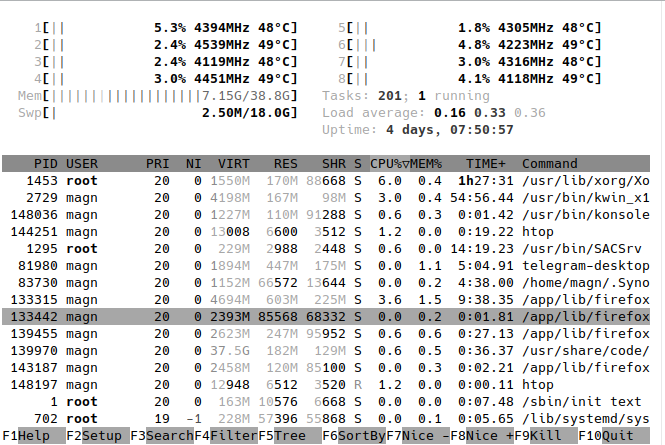 1[|| 5.3% 4394MHz 48°C] 5[|| 1.8% 4305MHz 48°C]
2[|| 2.4% 4539MHz 49°C] 6[||| 4.8% 4223MHz 49°C]
3[|| 2.4% 4119MHz 48°C] 7[|| 3.0% 4316MHz 48°C]
4[|| 3.0% 4451MHz 49°C] 8[|| 4.1% 4118MHz 48°C]
Mem[||||||||||||||||||||7.15G/38.8G] Tasks: 201; 1 running
Swp[| 2.50M/18.0G] Load average: 0.16 0.33 0.36
Uptime: 4 days, 07:50:57
PID USER PRI NI VIRT RES SHR S CPU%▽MEM% TIME+ Command
1453 root 20 0 1550M 170M 88668 S 6.0 0.4 1h27:31 /usr/lib/xorg/Xo
2729 magn 20 0 4198M 167M 98M S 3.0 0.4 54:56.44 /usr/bin/kwin_x1
148036 magn 20 0 1227M 110M 91288 S 0.6 0.3 0:01.42 /usr/bin/konsole
144251 magn 20 0 13008 6600 3512 S 1.2 0.0 0:19.22 htop
1295 root 20 0 229M 2988 2448 S 0.6 0.0 14:19.23 /usr/bin/SACSrv
81980 magn 20 0 1894M 447M 175M S 0.0 1.1 5:04.91 telegram-desktop
83730 magn 20 0 1152M 66572 13644 S 0.0 0.2 4:38.00 /home/magn/.Syno
133315 magn 20 0 4694M 603M 225M S 3.6 1.5 9:38.35 /app/lib/firefox
133442 magn 20 0 2393M 85568 68332 S 0.0 0.2 0:01.81 /app/lib/firefox
139455 magn 20 0 2623M 247M 95952 S 0.6 0.6 0:27.13 /app/lib/firefox
139970 magn 20 0 37.5G 182M 129M S 0.6 0.5 0:36.37 /usr/share/code/
143187 magn 20 0 2458M 120M 85100 S 0.0 0.3 0:02.21 /app/lib/firefox
148197 magn 20 0 12948 6512 3520 R 1.2 0.0 0:00.11 htop
1 root 20 0 163M 10576 6668 S 0.0 0.0 0:07.48 /sbin/init text
702 root 19 -1 228M 57396 55868 S 0.0 0.1 0:05.65 /lib/systemd/sys
F1Help F2Setup F3SearchF4FilterF5Tree F6SortByF7Nice -F8Nice +F9Kill F10Quit